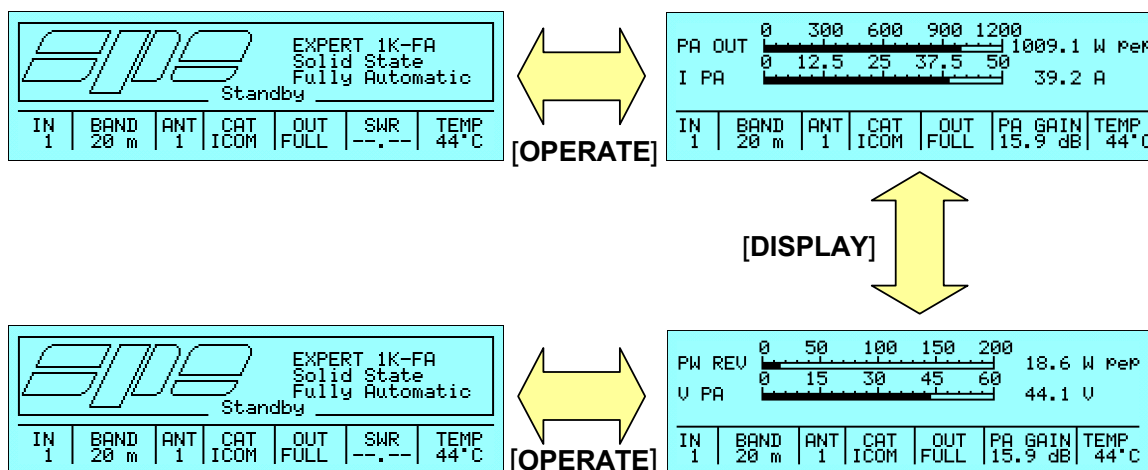 spe
EXPERT 1K-FA
Solid State
Fully Automatic
Standby
IN BAND ANT CAT OUT SWR TEMP
1 20 m 1 ICOM FULL --.-- 44°C
[OPERATE]
0 300 600 900 1200
PA OUT 1009.1 W pep
0 12.5 25 37.5 50
I PA 39.2 A
IN BAND ANT CAT OUT PA GAIN TEMP
1 20 m 1 ICOM FULL 15.9 dB 44°C
[DISPLAY]
spe
EXPERT 1K-FA
Solid State
Fully Automatic
Standby
IN BAND ANT CAT OUT SWR TEMP
1 20 m 1 ICOM FULL --.-- 44°C
[OPERATE]
0 50 100 150 200
PW REV 18.6 W pep
0 15 30 45 60
V PA 44.1 V
IN BAND ANT CAT OUT PA GAIN TEMP
1 20 m 1 ICOM FULL 15.9 dB 44°C